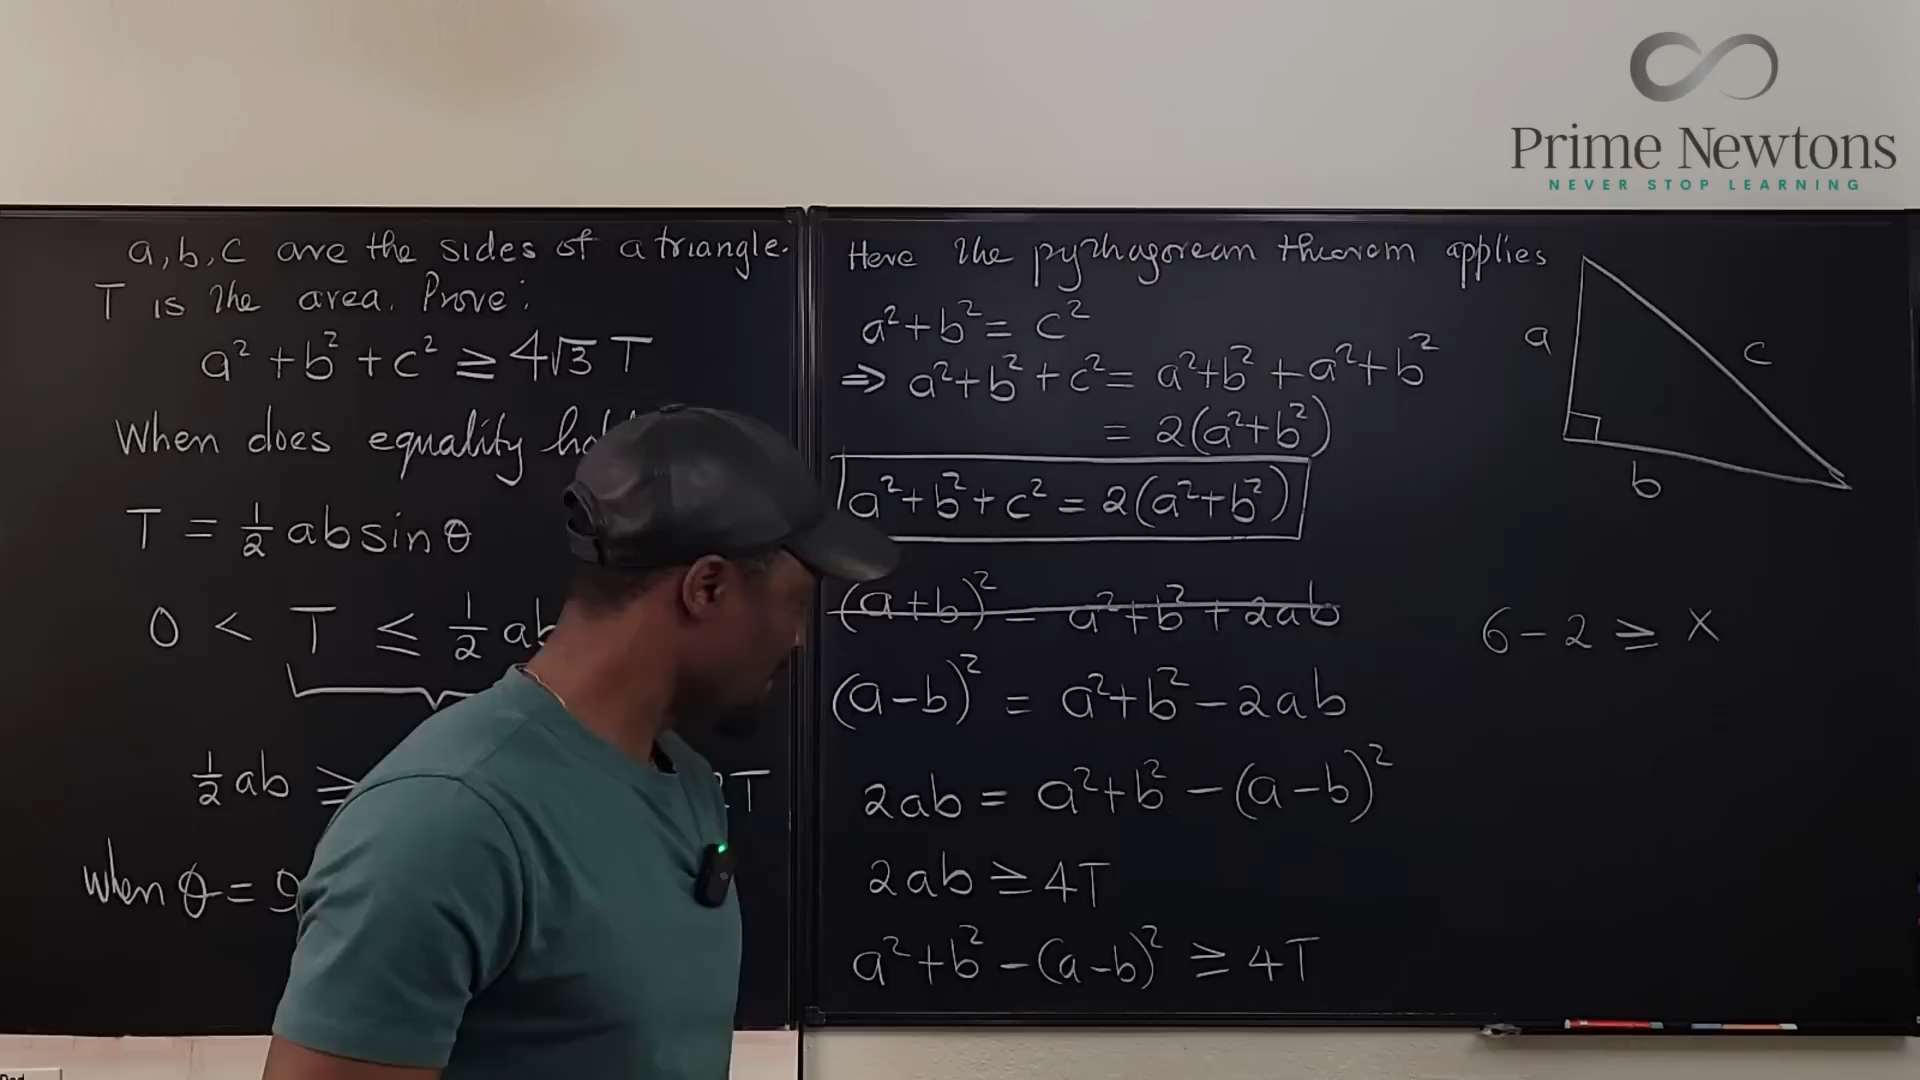 Prime Newtons
NEVER STOP LEARNING
a, b, c are the sides of a triangle.
T is the area. Prove:
a² + b² + c² ≥ 4√3 T
When does equality
T = ½ ab sin θ
0 < T ≤ ½ ab
½ ab ≥ 2T
When θ = 9
Here the pythagorean theorem applies
a² + b² = c²
⇒ a² + b² + c² = a² + b² + a² + b²
= 2(a² + b²)
a² + b² + c² = 2(a² + b²)
(a + b)² = a² + b² + 2ab
(a - b)² = a² + b² - 2ab
2ab = a² + b² - (a - b)²
2ab ≥ 4T
a² + b² - (a - b)² ≥ 4T
a
c
b
6 - 2 ≥ x